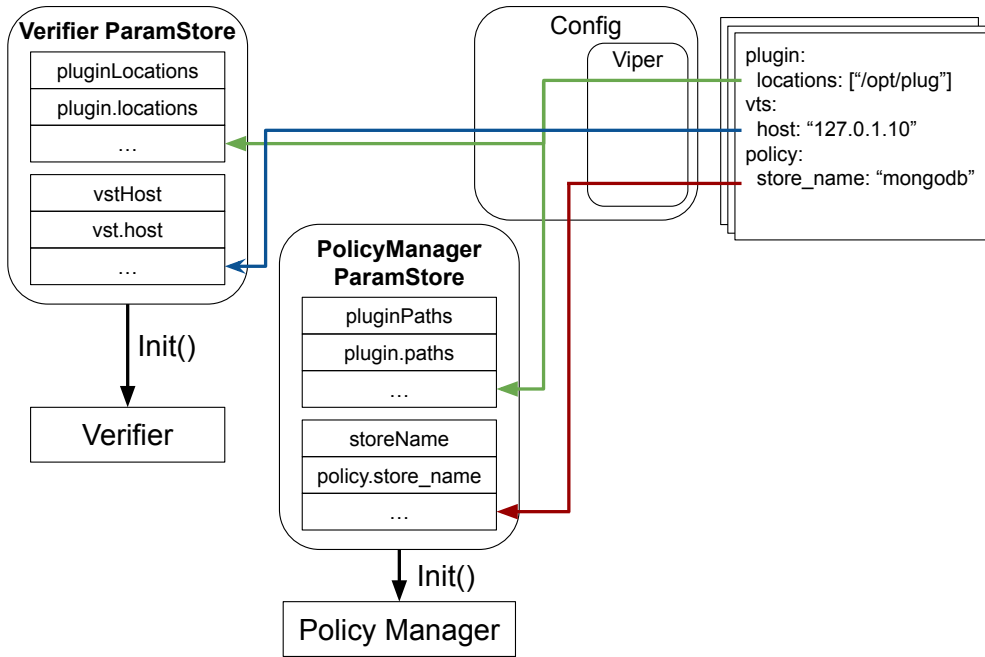 Verifier ParamStore
pluginLocations
plugin.locations
…
vstHost
vst.host
…
Init()
Verifier
PolicyManager
ParamStore
pluginPaths
plugin.paths
…
storeName
policy.store_name
…
Init()
Policy Manager
Config
Viper
plugin:
locations: [“/opt/plug”]
vts:
host: “127.0.1.10”
policy:
store_name: “mongodb”